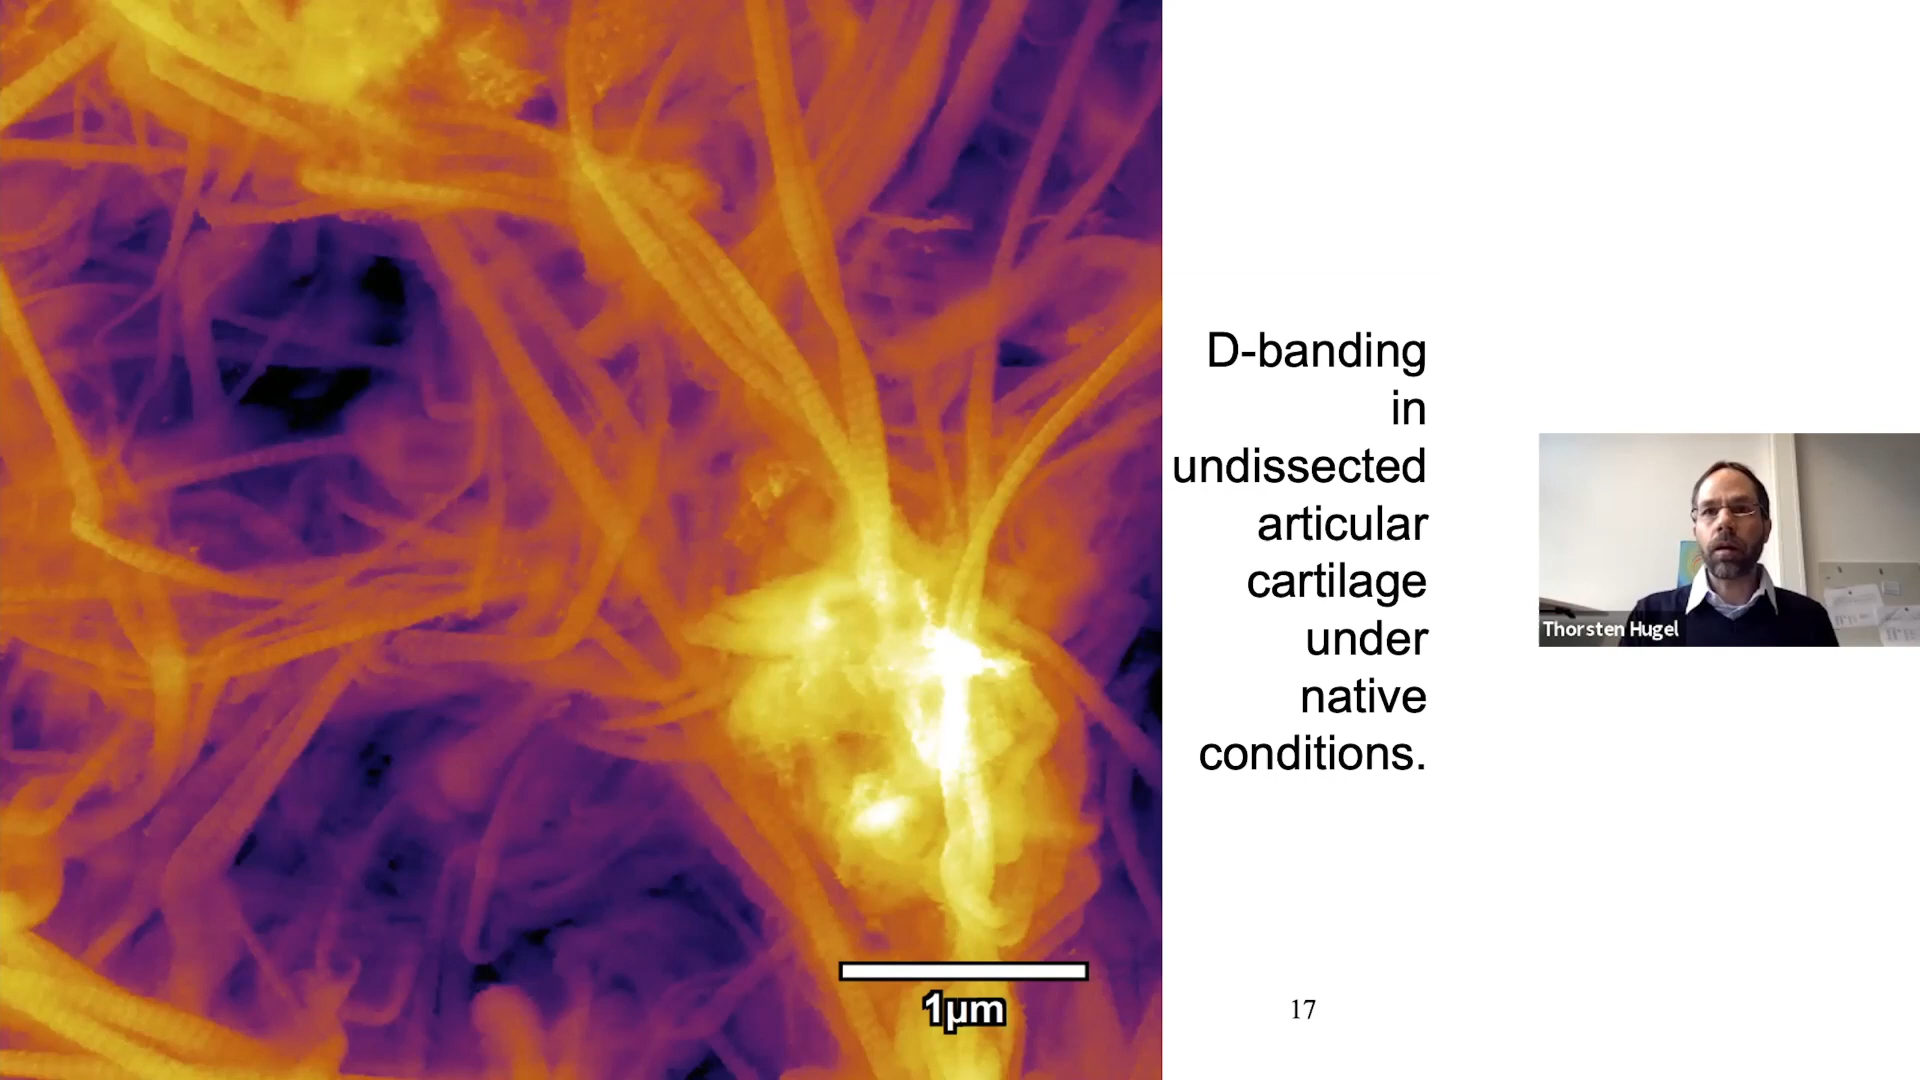 D-banding
in
undissected
articular
cartilage
under
native
conditions.
Thorsten Hugel
1µm
17